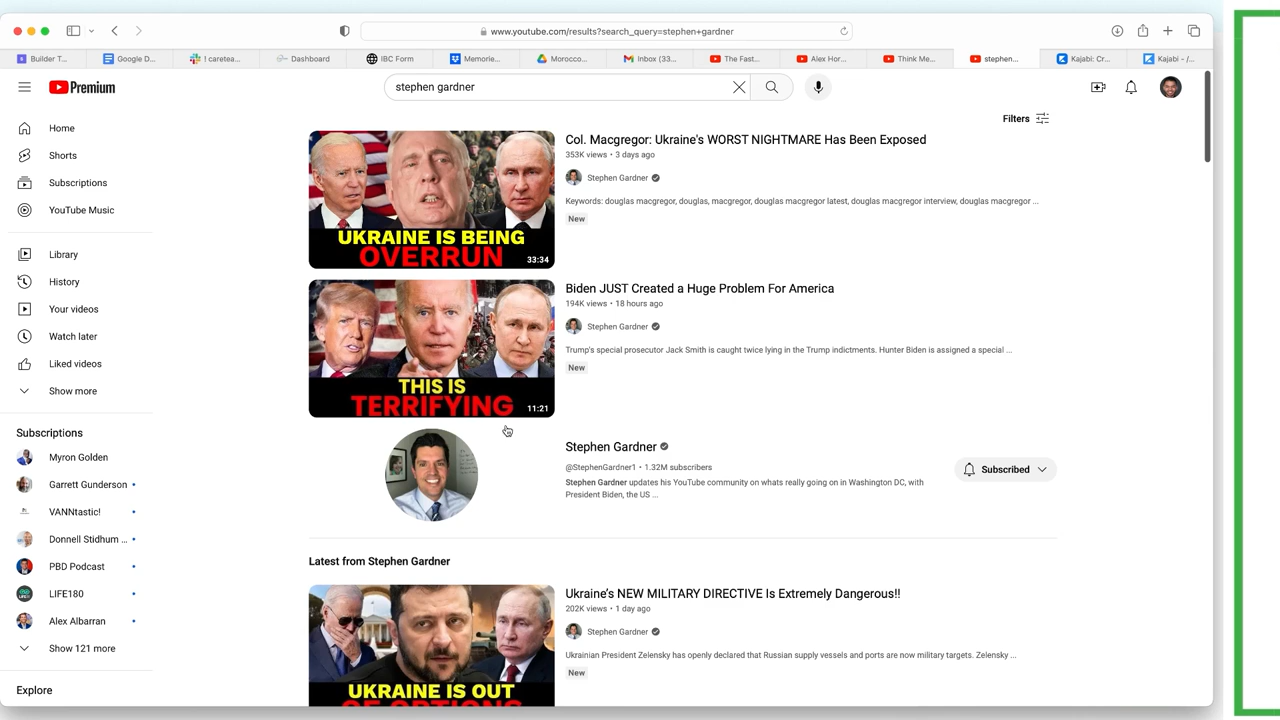 www.youtube.com/results?search_query=stephen+gardner
Builder T...
Google D...
! caretea...
Dashboard
IBC Form
Memorie...
Morocco...
Inbox (33...
The Fast...
Alex Hor...
Think Me...
stephen...
Kajabi: Cr...
Kajabi - /...
Premium
stephen gardner
Filters
Home
Shorts
Subscriptions
YouTube Music
Library
History
Your videos
Watch later
Liked videos
Show more
Subscriptions
Myron Golden
Garrett Gunderson
VANNtastic!
Donnell Stidhum ...
PBD Podcast
LIFE180
Alex Albarran
Show 121 more
Explore
UKRAINE IS BEING
OVERRUN
33:34
Col. Macgregor: Ukraine's WORST NIGHTMARE Has Been Exposed
353K views • 3 days ago
Stephen Gardner
Keywords: douglas macgregor, douglas, macgregor, douglas macgregor latest, douglas macgregor interview, douglas macgregor ...
New
THIS IS
TERRIFYING
11:21
Biden JUST Created a Huge Problem For America
194K views • 18 hours ago
Stephen Gardner
Trump's special prosecutor Jack Smith is caught twice lying in the Trump indictments. Hunter Biden is assigned a special ...
New
Stephen Gardner
@StephenGardner1 • 1.32M subscribers
Stephen Gardner updates his YouTube community on whats really going on in Washington DC, with
President Biden, the US ...
Subscribed
Latest from Stephen Gardner
UKRAINE IS OUT
OF OPTIONS
Ukraine’s NEW MILITARY DIRECTIVE Is Extremely Dangerous!!
202K views • 1 day ago
Stephen Gardner
Ukrainian President Zelensky has openly declared that Russian supply vessels and ports are now military targets. Zelensky ...
New